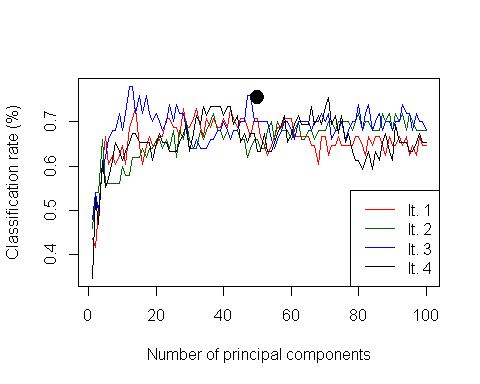 Classification rate (%)
0.7
0.6
0.5
0.4
It. 1
It. 2
It. 3
It. 4
0 20 40 60 80 100
Number of principal components